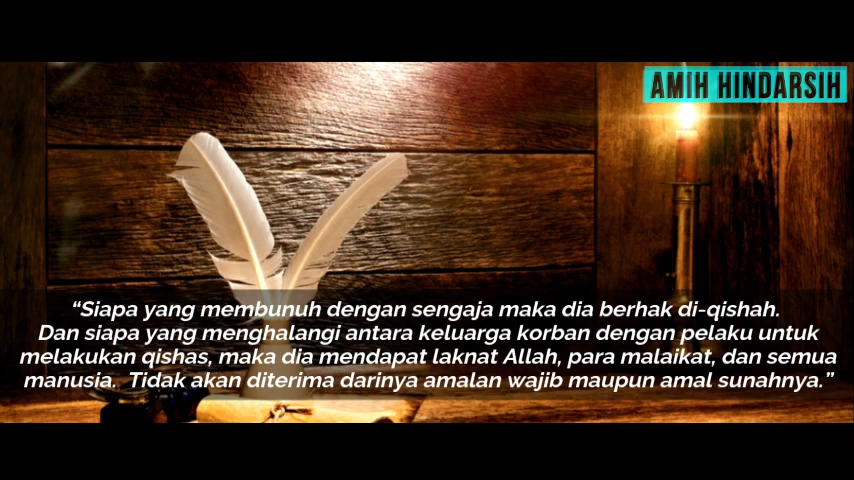 AMIH HINDARSIH
“Siapa yang membunuh dengan sengaja maka dia berhak di-qishah.
Dan siapa yang menghalangi antara keluarga korban dengan pelaku untuk
melakukan qishas, maka dia mendapat laknat Allah, para malaikat, dan semua
manusia.  Tidak akan diterima darinya amalan wajib maupun amal sunahnya.”